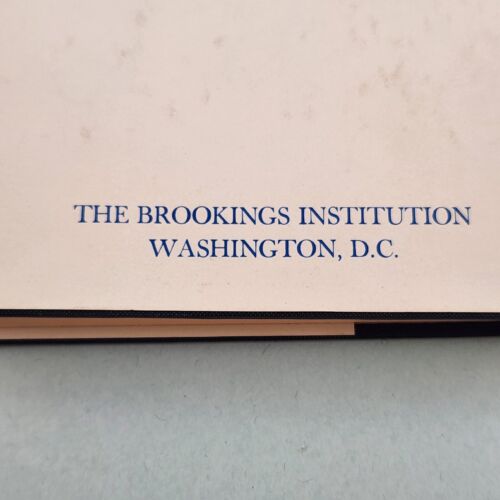 THE BROOKINGS INSTITUTION
WASHINGTON, D.C.